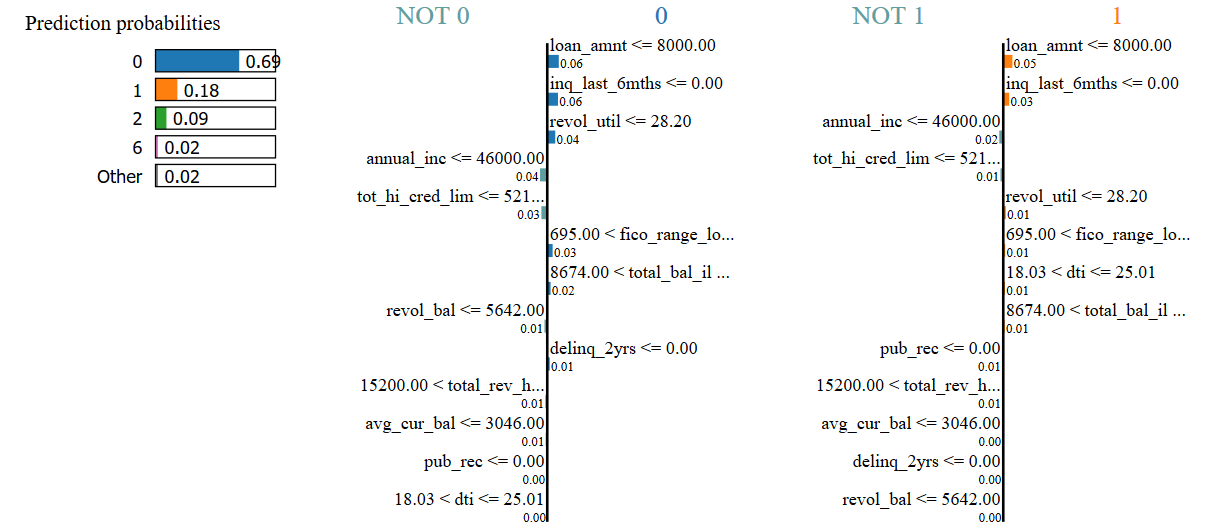 Prediction probabilities
0 0.69
1 0.18
2 0.09
6 0.02
Other 0.02
NOT 0 0
loan_amnt <= 8000.00
0.06
inq_last_6mths <= 0.00
0.06
revol_util <= 28.20
0.04
annual_inc <= 46000.00
0.04
tot_hi_cred_lim <= 521...
0.03
695.00 < fico_range_lo...
0.03
8674.00 < total_bal_il ...
0.02
revol_bal <= 5642.00
0.01
delinq_2yrs <= 0.00
0.01
15200.00 < total_rev_h...
0.01
avg_cur_bal <= 3046.00
0.01
pub_rec <= 0.00
0.00
18.03 < dti <= 25.01
0.00
NOT 1 1
loan_amnt <= 8000.00
0.05
inq_last_6mths <= 0.00
0.03
annual_inc <= 46000.00
0.02
tot_hi_cred_lim <= 521...
0.01
revol_util <= 28.20
0.01
695.00 < fico_range_lo...
0.01
18.03 < dti <= 25.01
0.01
8674.00 < total_bal_il ...
0.01
pub_rec <= 0.00
0.01
15200.00 < total_rev_h...
0.01
avg_cur_bal <= 3046.00
0.00
delinq_2yrs <= 0.00
0.00
revol_bal <= 5642.00
0.00